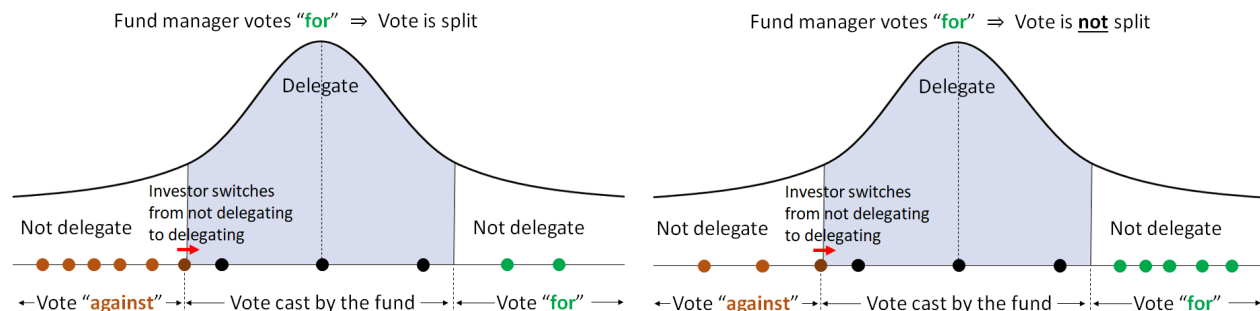 Fund manager votes “for” ⇒ Vote is split
Delegate
Investor switches
from not delegating
to delegating
Not delegate
Not delegate
Vote “against”
Vote cast by the fund
Vote “for”
Fund manager votes “for” ⇒ Vote is not split
Delegate
Investor switches
from not delegating
to delegating
Not delegate
Not delegate
Vote “against”
Vote cast by the fund
Vote “for”